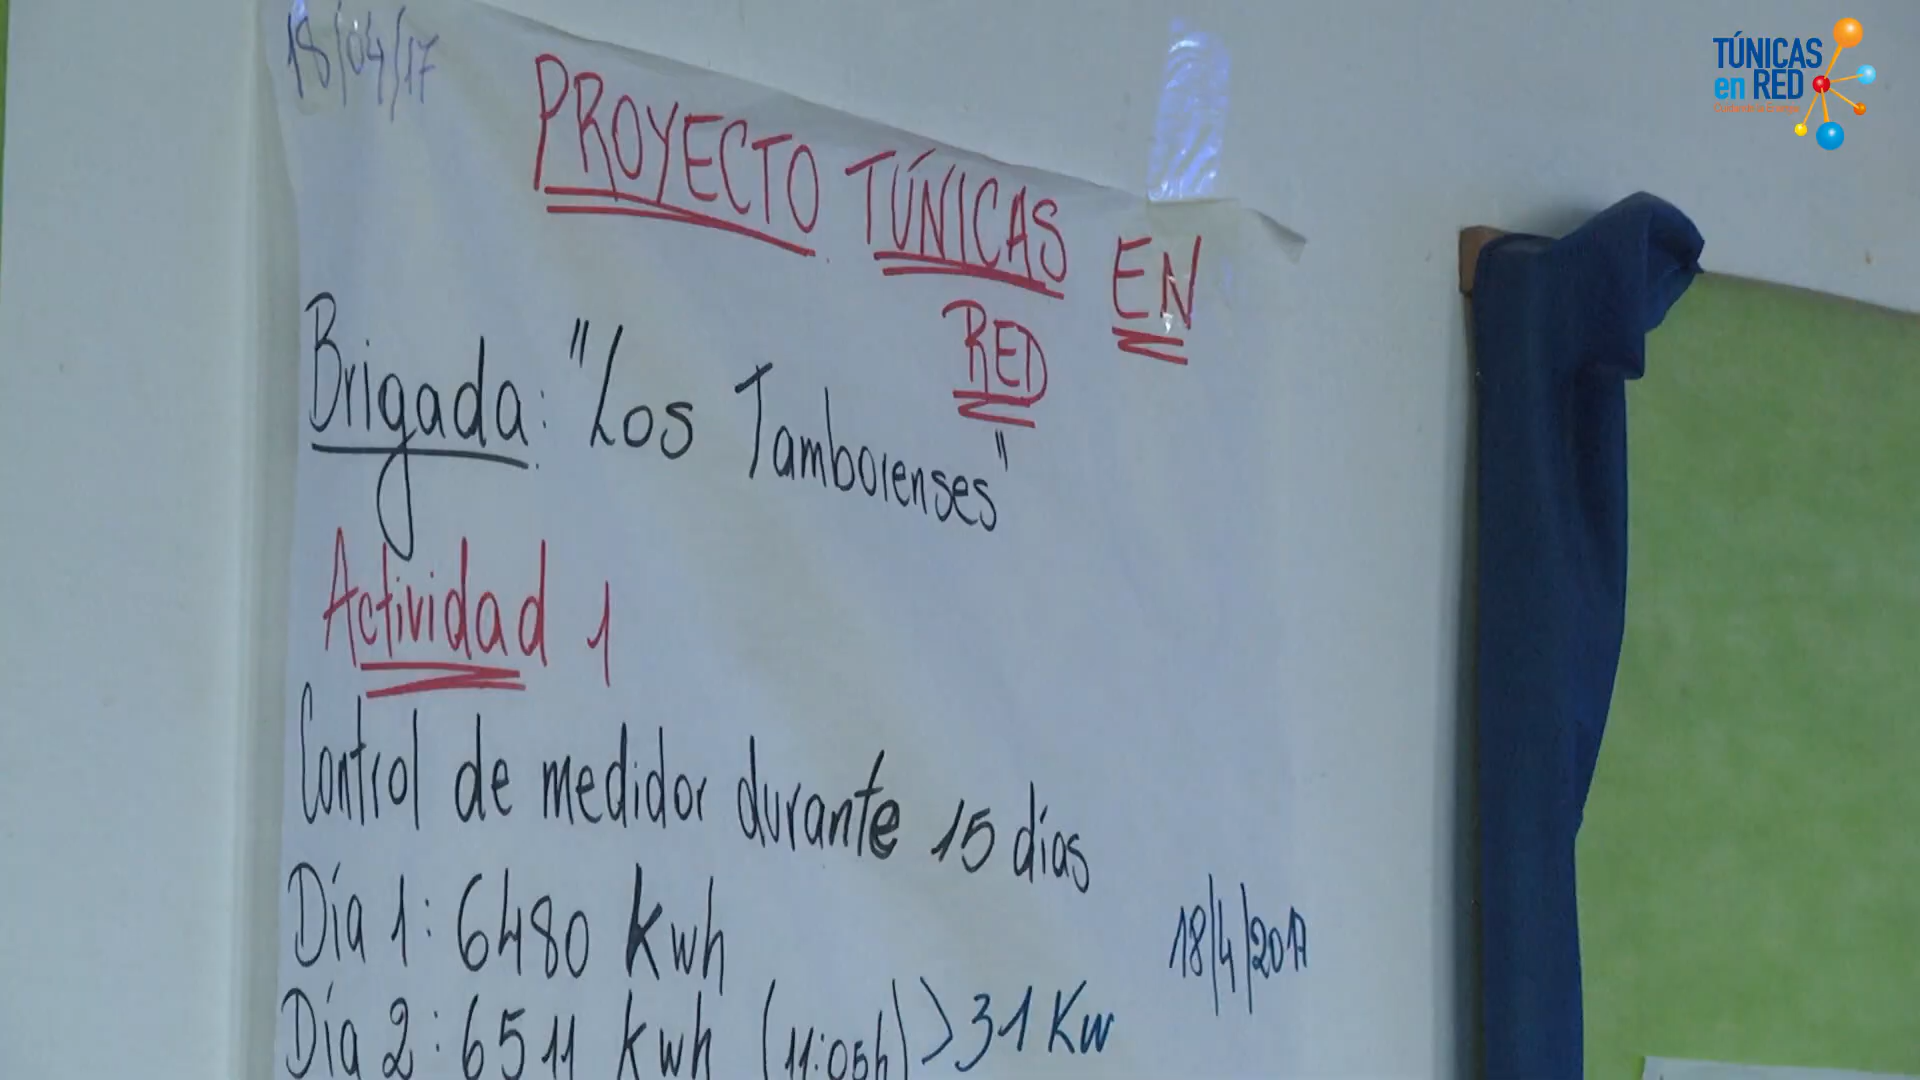 18/04/17
PROYECTO TÚNICAS EN
RED
Brigada: "Los Tamborenses"
Actividad 1
Control de medidor durante 15 días
Día 1: 6480 Kwh
18/4/2017
Día 2: 6511 Kwh (11:05h) > 31 Kw
TÚNICAS
en RED